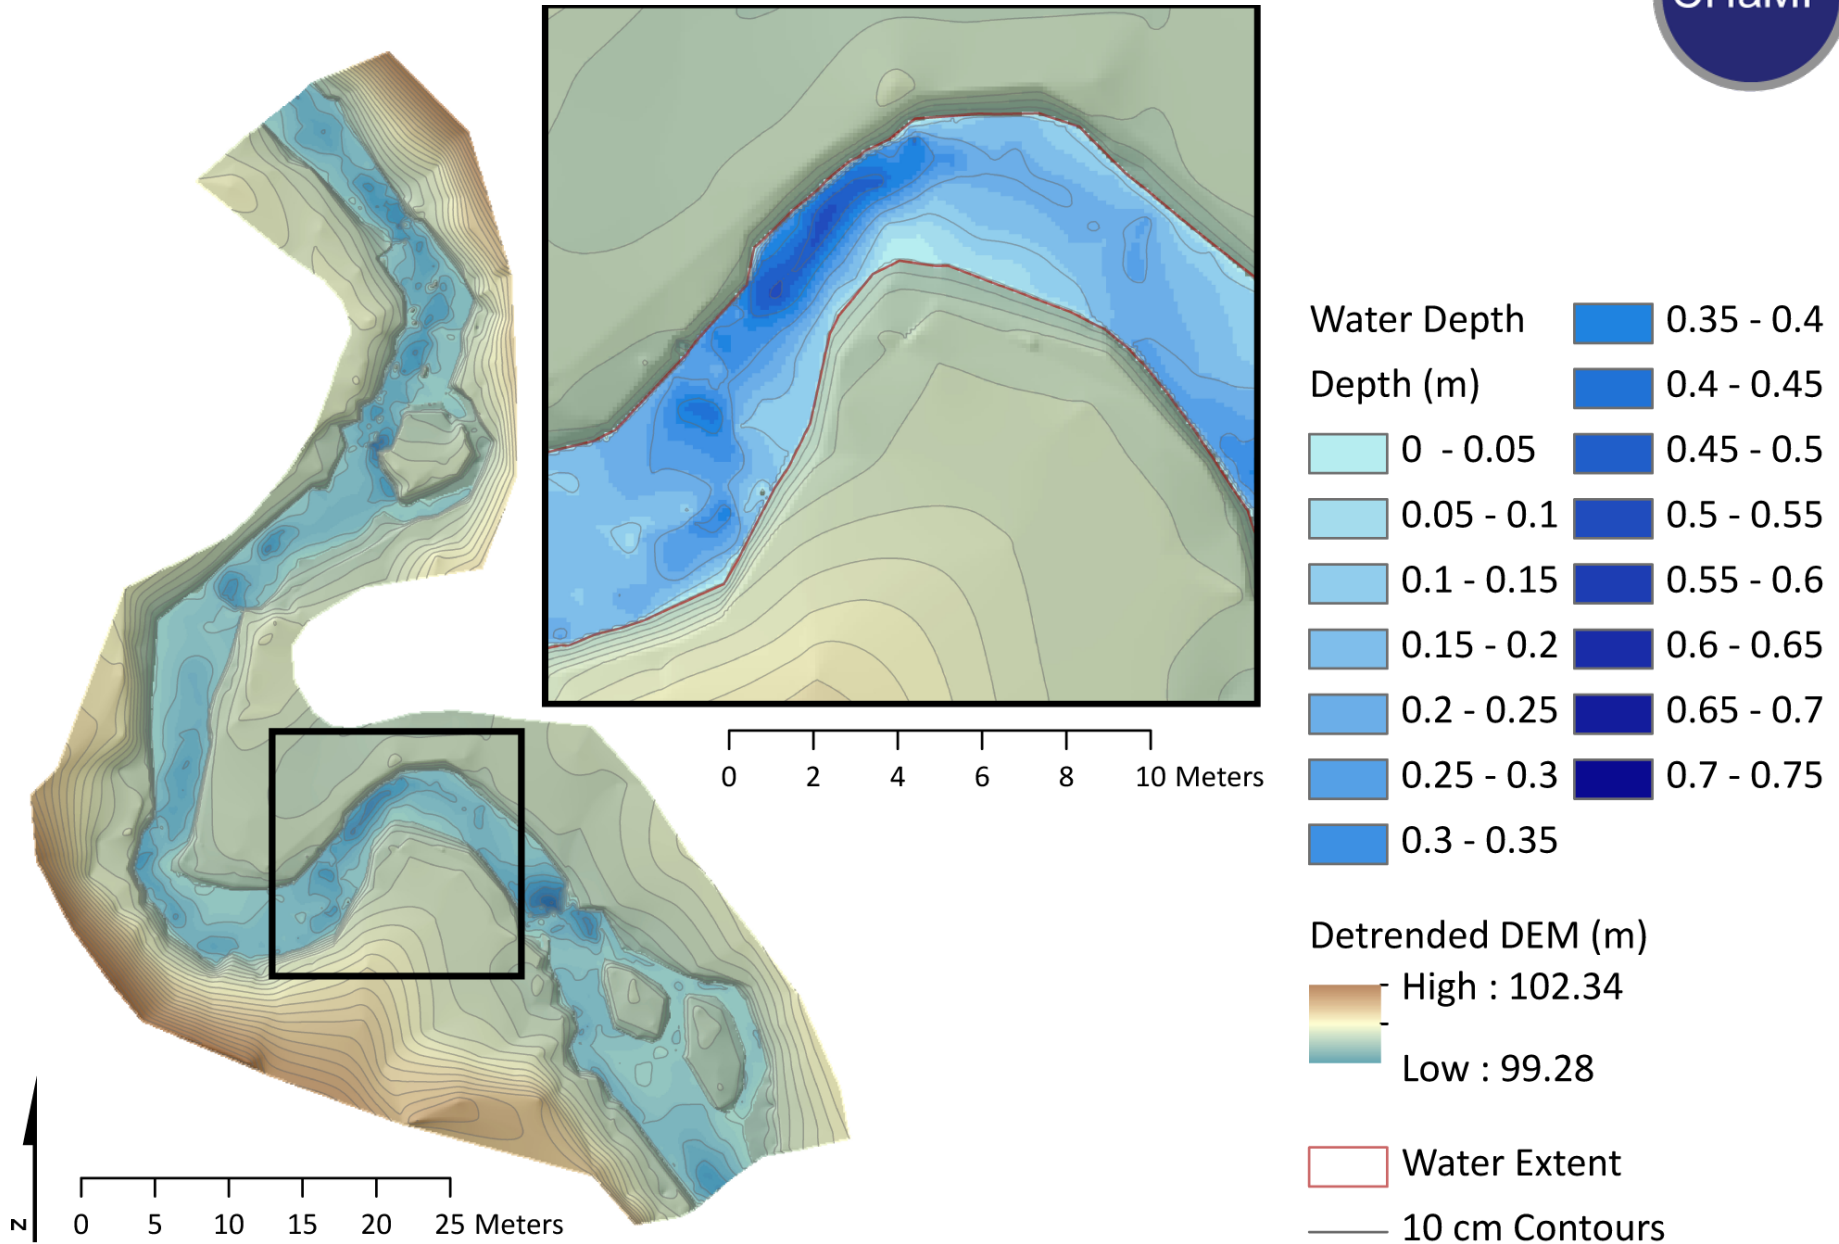 Water Depth
Depth (m)
0 - 0.05
0.05 - 0.1
0.1 - 0.15
0.15 - 0.2
0.2 - 0.25
0.25 - 0.3
0.3 - 0.35
0.35 - 0.4
0.4 - 0.45
0.45 - 0.5
0.5 - 0.55
0.55 - 0.6
0.6 - 0.65
0.65 - 0.7
0.7 - 0.75
0 2 4 6 8 10 Meters
Detrended DEM (m)
High : 102.34
Low : 99.28
Water Extent
10 cm Contours
N
0 5 10 15 20 25 Meters